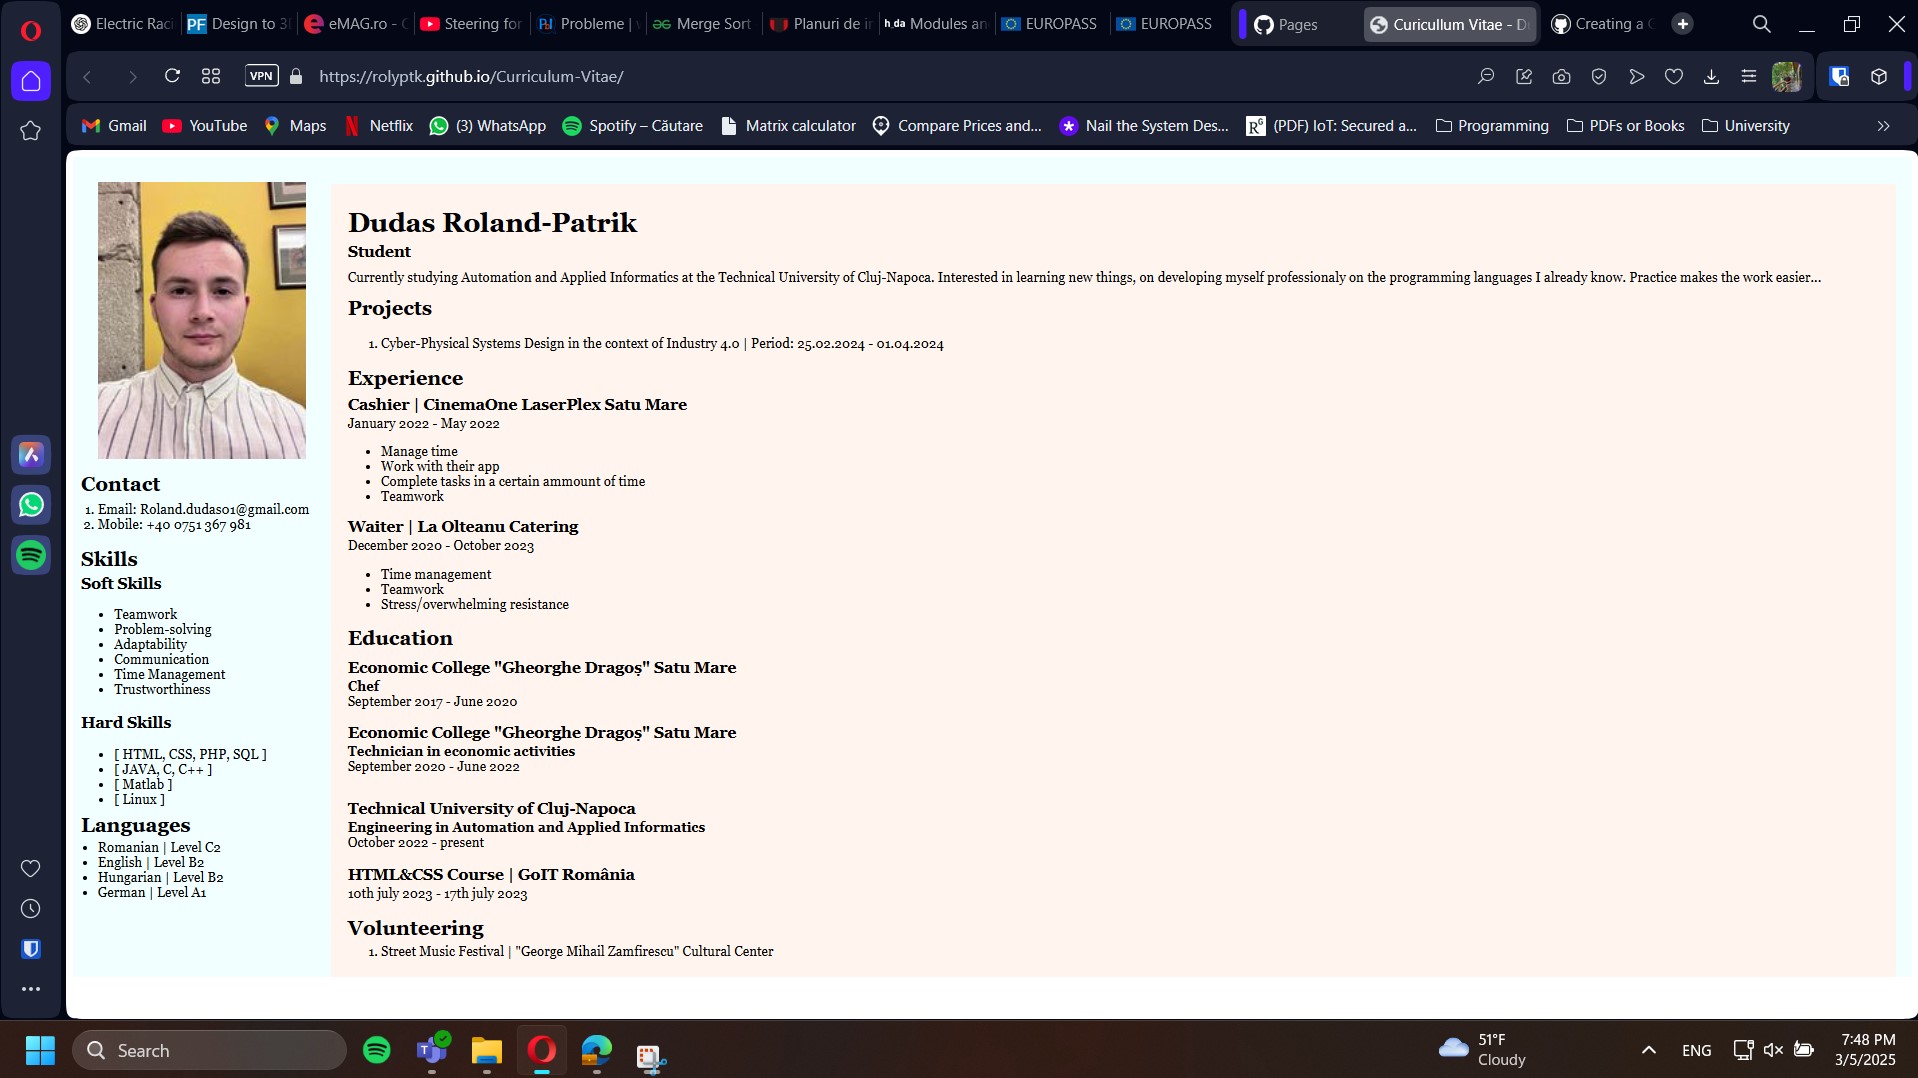 Electric Raci
Design to 3
eMAG.ro - C
Steering for
Probleme |
Merge Sort
Planuri de i
h_da
Modules an
EUROPASS
EUROPASS
Pages
Curicullum Vitae - D
Creating a G
VPN
https://rolyptk.github.io/Curriculum-Vitae/
Gmail
YouTube
Maps
Netflix
(3) WhatsApp
Spotify – Căutare
Matrix calculator
Compare Prices and...
Nail the System Des...
(PDF) IoT: Secured a...
Programming
PDFs or Books
University
Contact
1. Email: Roland.dudas01@gmail.com
2. Mobile: +40 0751 367 981
Skills
Soft Skills
• Teamwork
• Problem-solving
• Adaptability
• Communication
• Time Management
• Trustworthiness
Hard Skills
• [ HTML, CSS, PHP, SQL ]
• [ JAVA, C, C++ ]
• [ Matlab ]
• [ Linux ]
Languages
• Romanian | Level C2
• English | Level B2
• Hungarian | Level B2
• German | Level A1
Dudas Roland-Patrik
Student
Currently studying Automation and Applied Informatics at the Technical University of Cluj-Napoca. Interested in learning new things, on developing myself professionaly on the programming languages I already know. Practice makes the work easier...
Projects
1. Cyber-Physical Systems Design in the context of Industry 4.0 | Period: 25.02.2024 - 01.04.2024
Experience
Cashier | CinemaOne LaserPlex Satu Mare
January 2022 - May 2022
• Manage time
• Work with their app
• Complete tasks in a certain ammount of time
• Teamwork
Waiter | La Olteanu Catering
December 2020 - October 2023
• Time management
• Teamwork
• Stress/overwhelming resistance
Education
Economic College "Gheorghe Dragoș" Satu Mare
Chef
September 2017 - June 2020
Economic College "Gheorghe Dragoș" Satu Mare
Technician in economic activities
September 2020 - June 2022
Technical University of Cluj-Napoca
Engineering in Automation and Applied Informatics
October 2022 - present
HTML&CSS Course | GoIT România
10th july 2023 - 17th july 2023
Volunteering
1. Street Music Festival | "George Mihail Zamfirescu" Cultural Center
Search
51°F
Cloudy
ENG
7:48 PM
3/5/2025